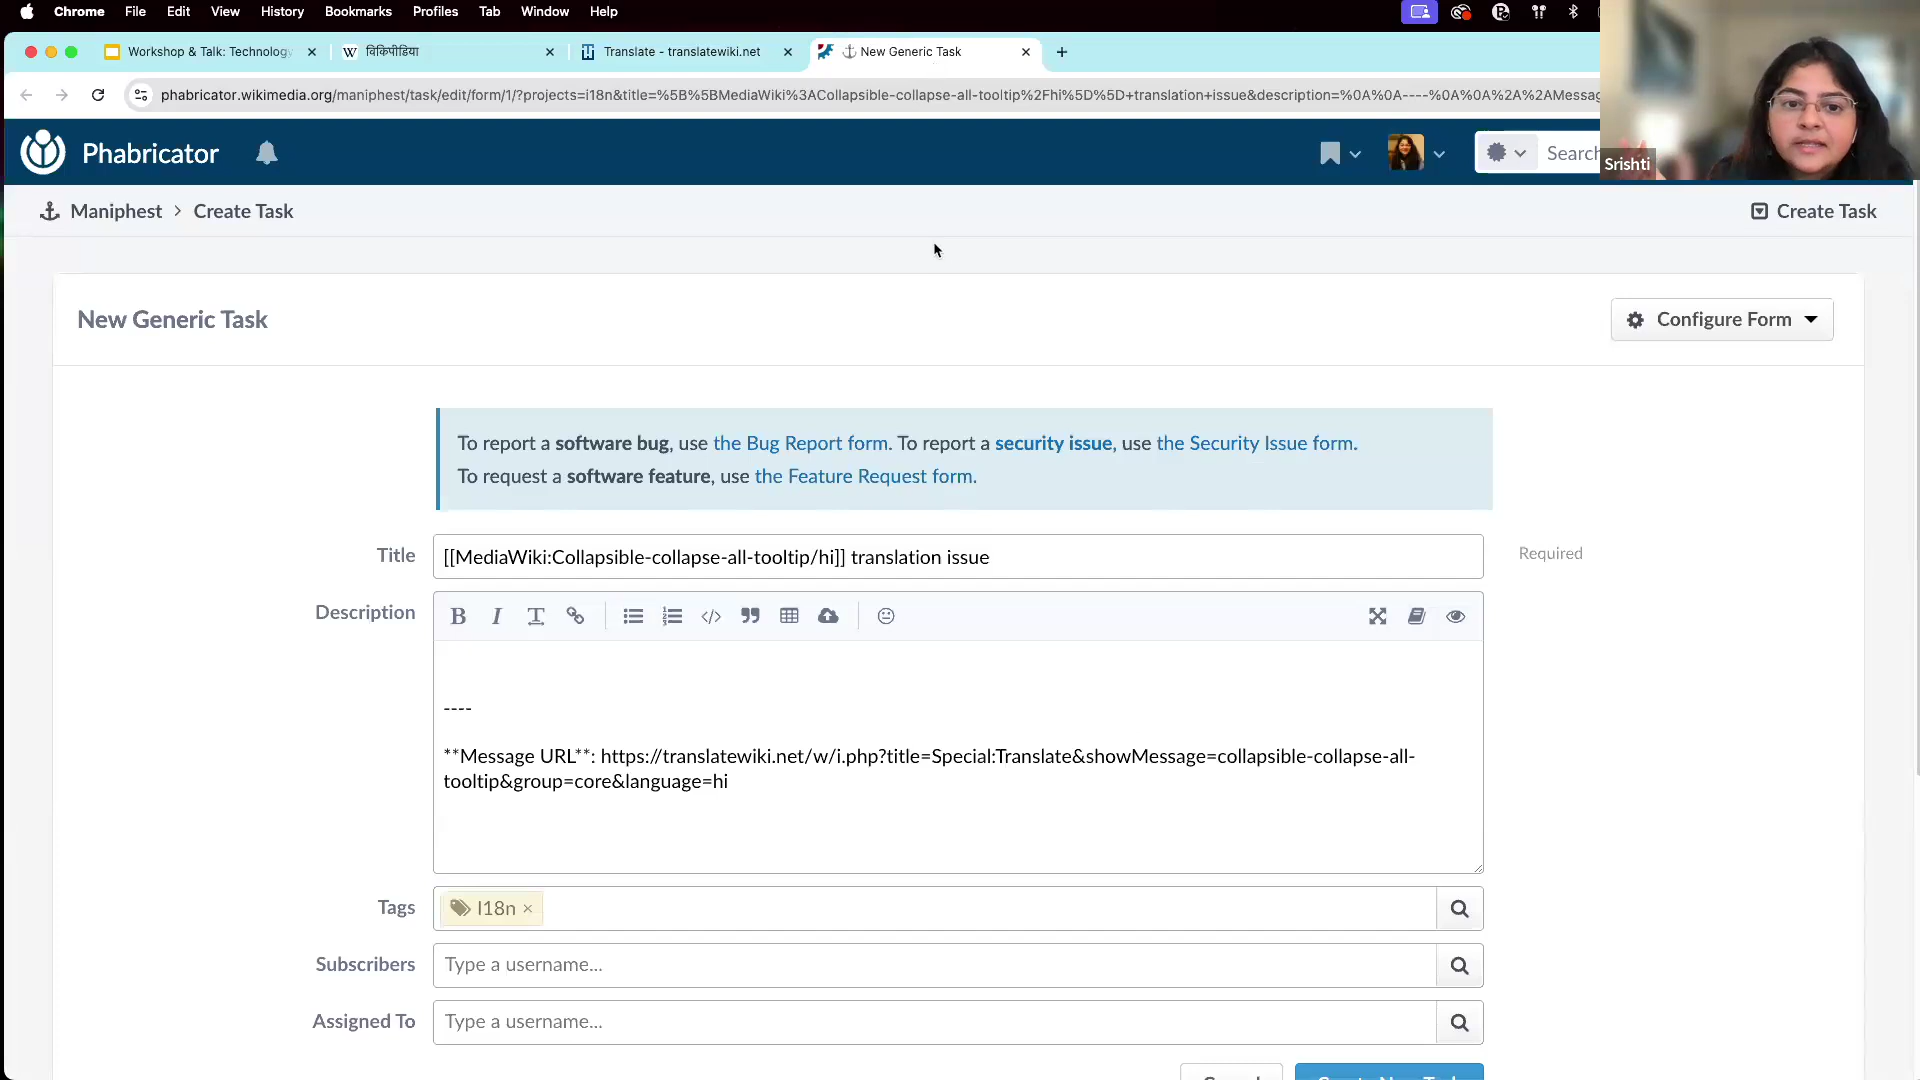 Chrome File Edit View History Bookmarks Profiles Tab Window Help
Workshop & Talk: Technology
विकिपीडिया
Translate - translatewiki.net
New Generic Task
phabricator.wikimedia.org/maniphest/task/edit/form/1/?projects=i18n&title=%5B%5BMediaWiki%3ACollapsible-collapse-all-tooltip%2Fhi%5D%5D+translation+issue&description=%0A%0A----%0A%0A%2A%2AMessag
Phabricator
Search
Srishti
Maniphest > Create Task
Create Task
New Generic Task
Configure Form
To report a software bug, use the Bug Report form. To report a security issue, use the Security Issue form.
To request a software feature, use the Feature Request form.
Title
[[MediaWiki:Collapsible-collapse-all-tooltip/hi]] translation issue
Required
Description
----
**Message URL**: https://translatewiki.net/w/i.php?title=Special:Translate&showMessage=collapsible-collapse-all-
tooltip&group=core&language=hi
Tags
I18n ×
Subscribers
Type a username...
Assigned To
Type a username...